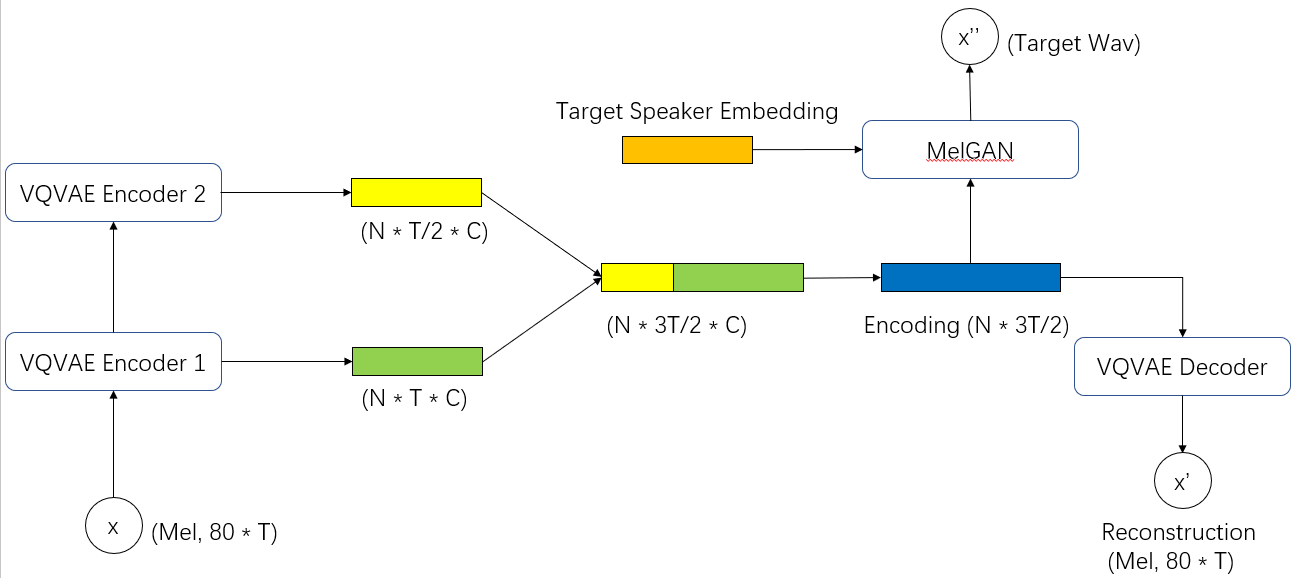 x’’ (Target Wav)
Target Speaker Embedding
MelGAN
VQVAE Encoder 2
(N * T/2 * C)
(N * 3T/2 * C)
Encoding (N * 3T/2)
VQVAE Encoder 1
VQVAE Decoder
(N * T * C)
x’
x (Mel, 80 * T)
Reconstruction
(Mel, 80 * T)